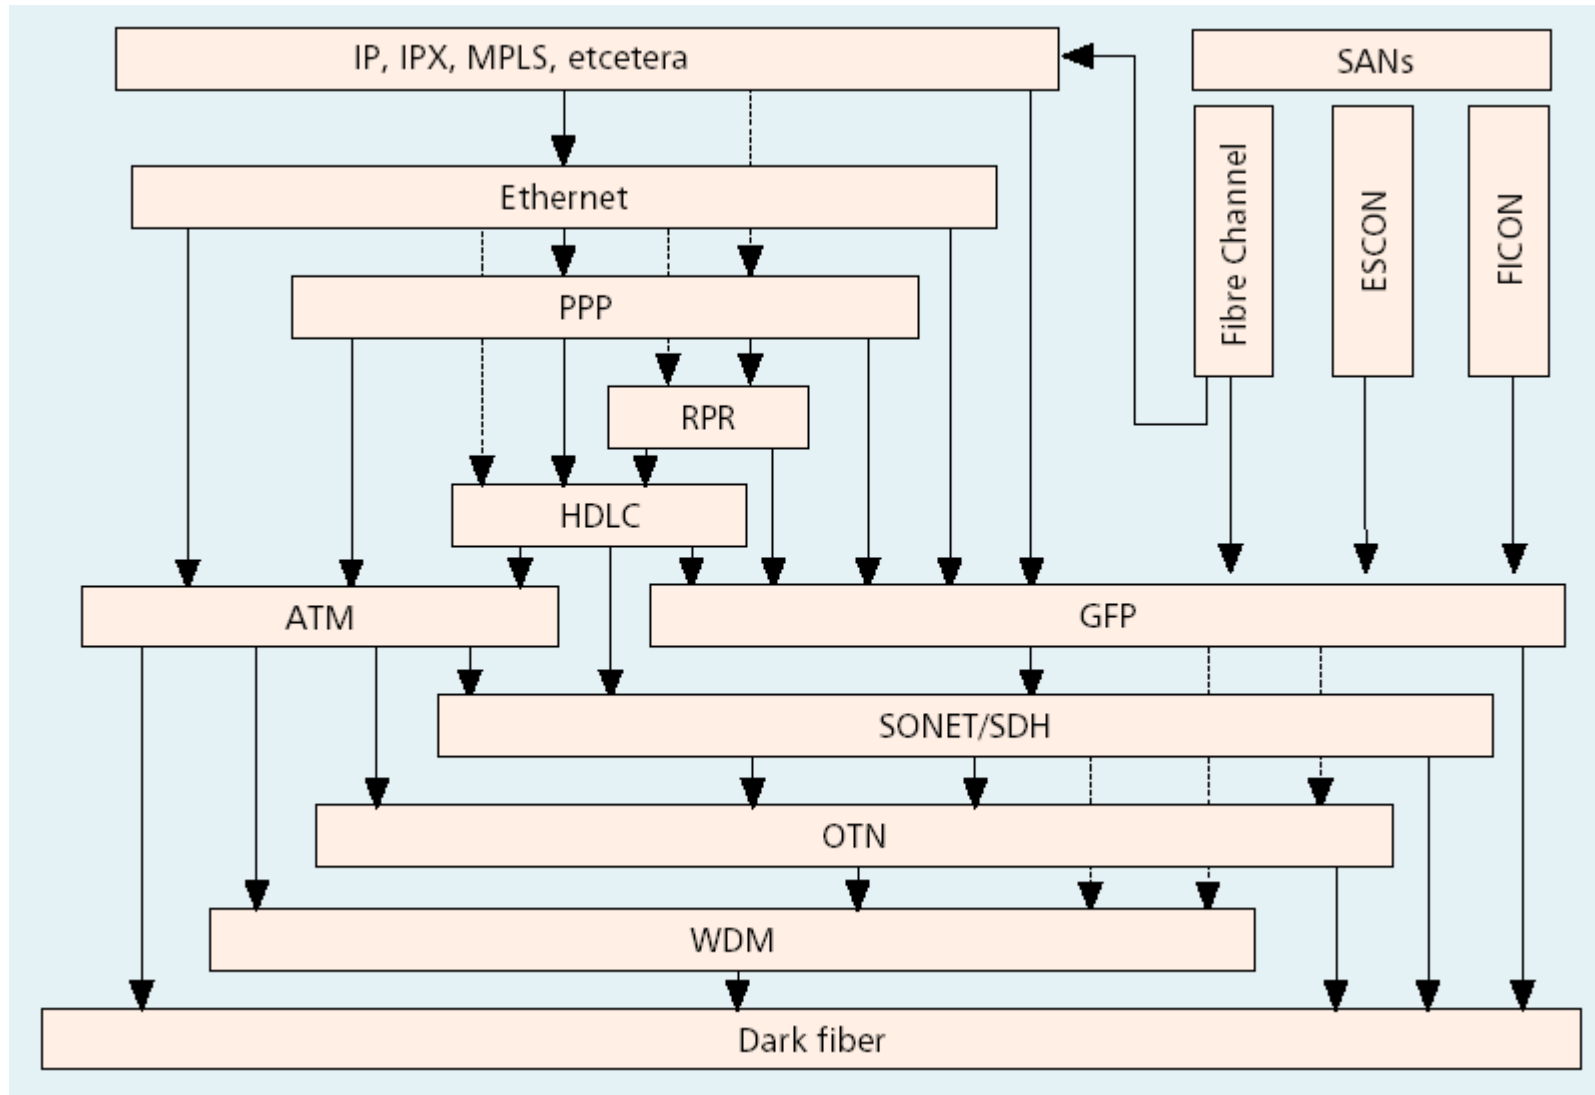 IP, IPX, MPLS, etcetera
SANs
Ethernet
Fibre Channel
ESCON
FICON
PPP
RPR
HDLC
ATM
GFP
SONET/SDH
OTN
WDM
Dark fiber